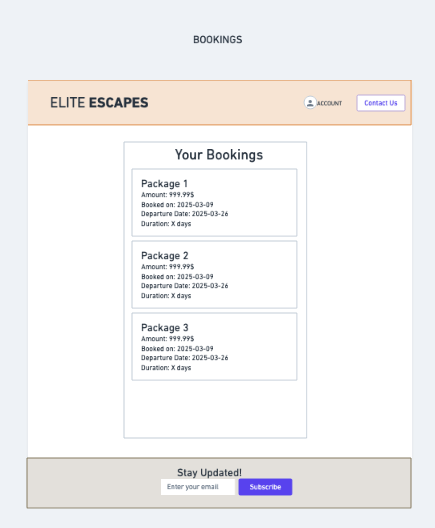 BOOKINGS
ELITE ESCAPES
ACCOUNT
Contact Us
Your Bookings
Package 1
Amount: 999.99$
Booked on: 2025-03-09
Departure Date: 2025-03-26
Duration: X days
Package 2
Amount: 999.99$
Booked on: 2025-03-09
Departure Date: 2025-03-26
Duration: X days
Package 3
Amount: 999.99$
Booked on: 2025-03-09
Departure Date: 2025-03-26
Duration: X days
Stay Updated!
Enter your email
Subscribe